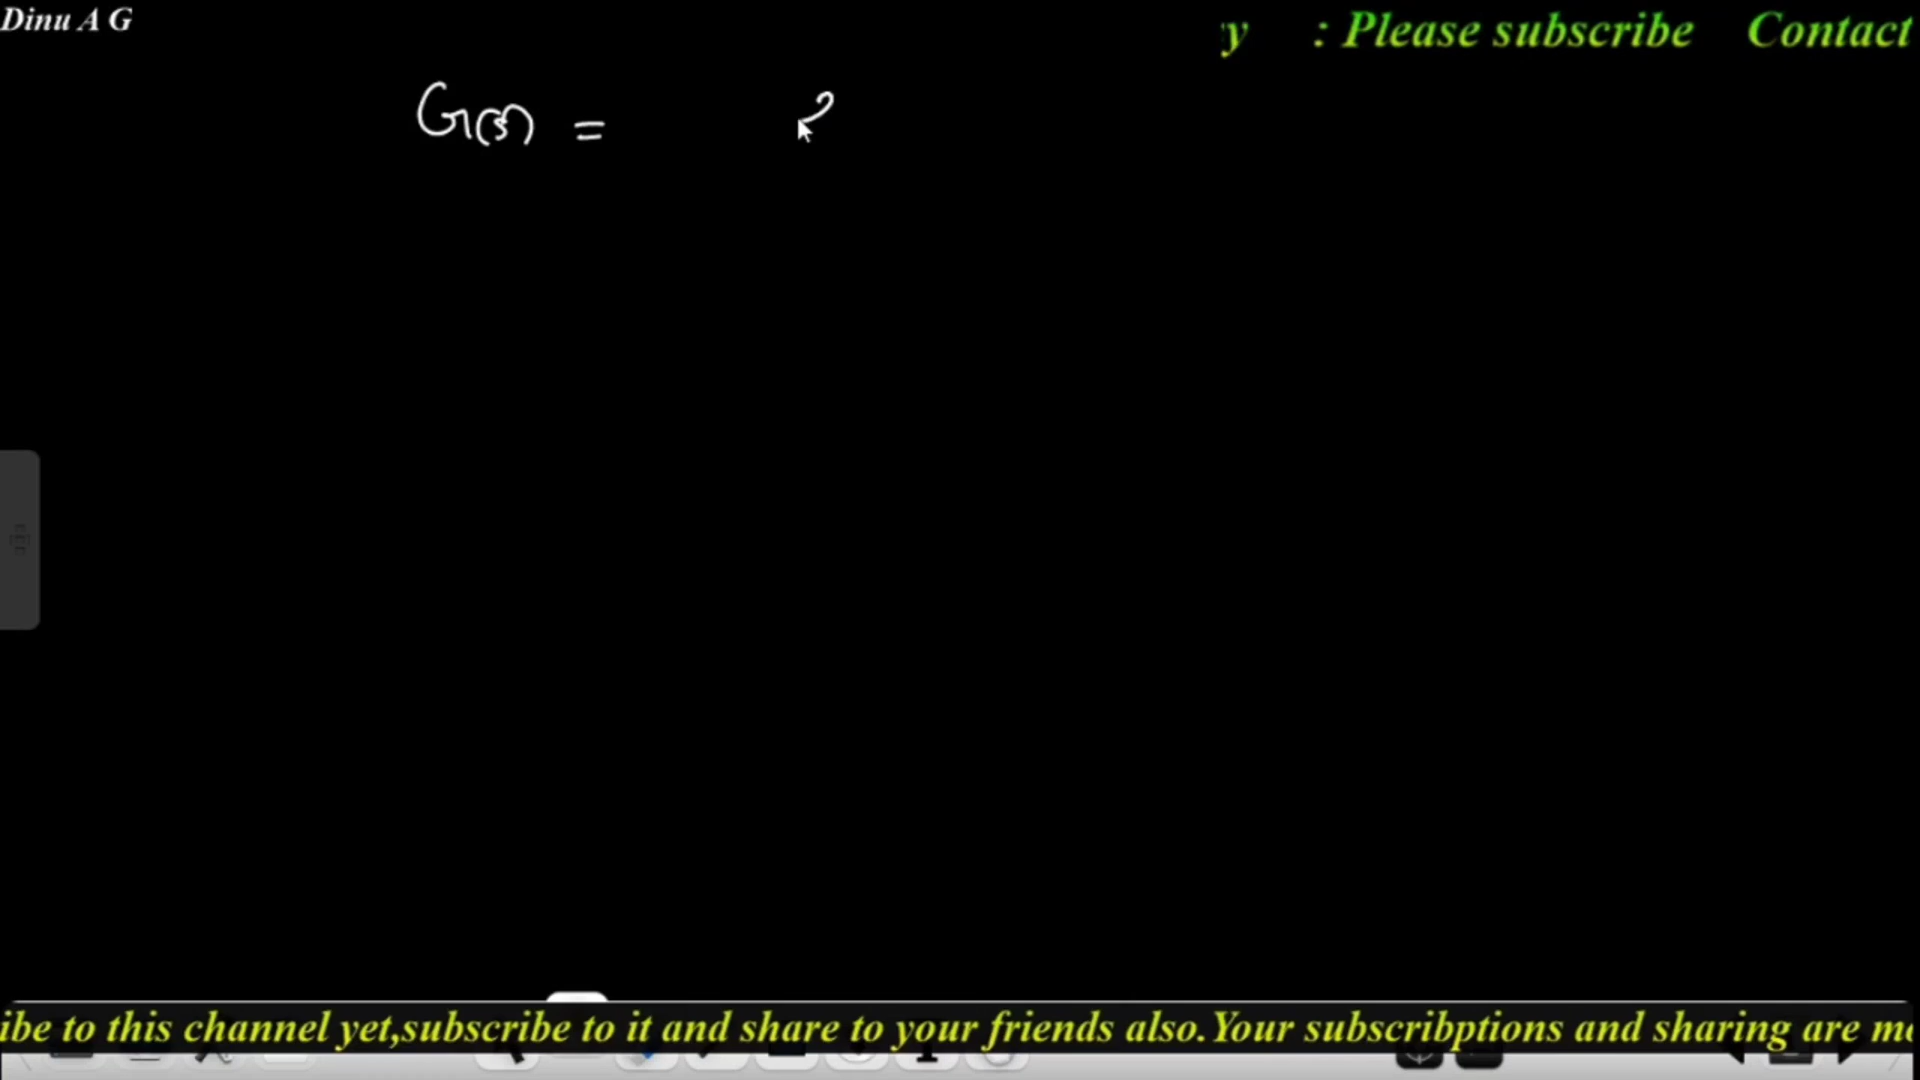 Dinu A G
y : Please subscribe Contact
G(s) =
ibe to this channel yet,subscribe to it and share to your friends also.Your subscribptions and sharing are m